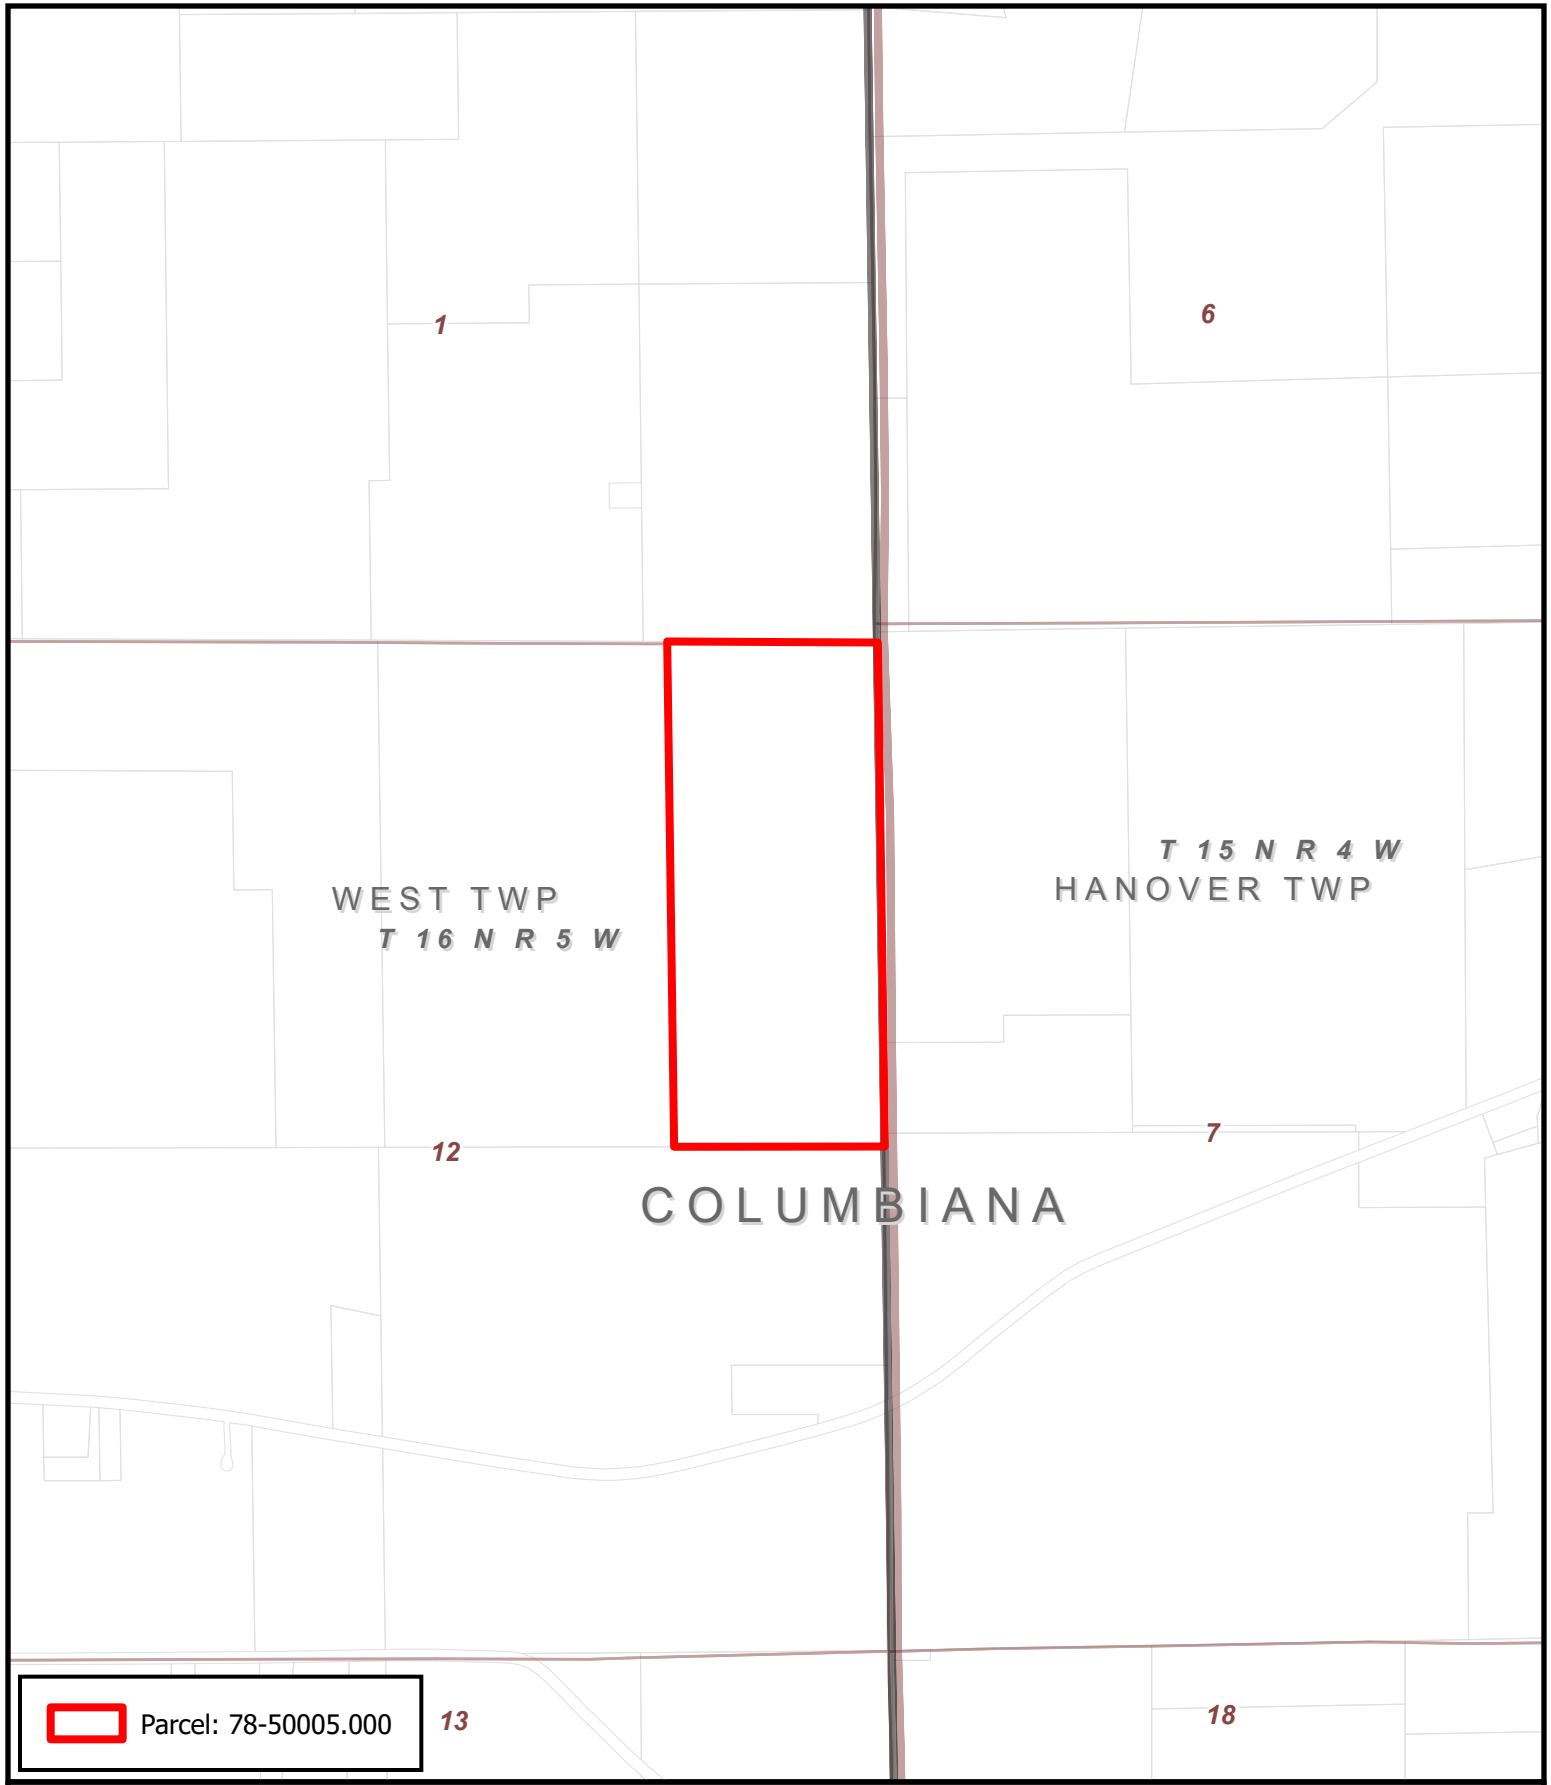 1
6
T 15 N R 4 W
HANOVER TWP
WEST TWP
T 16 N R 5 W
12
7
COLUMBIANA
Parcel: 78-50005.000
13
18